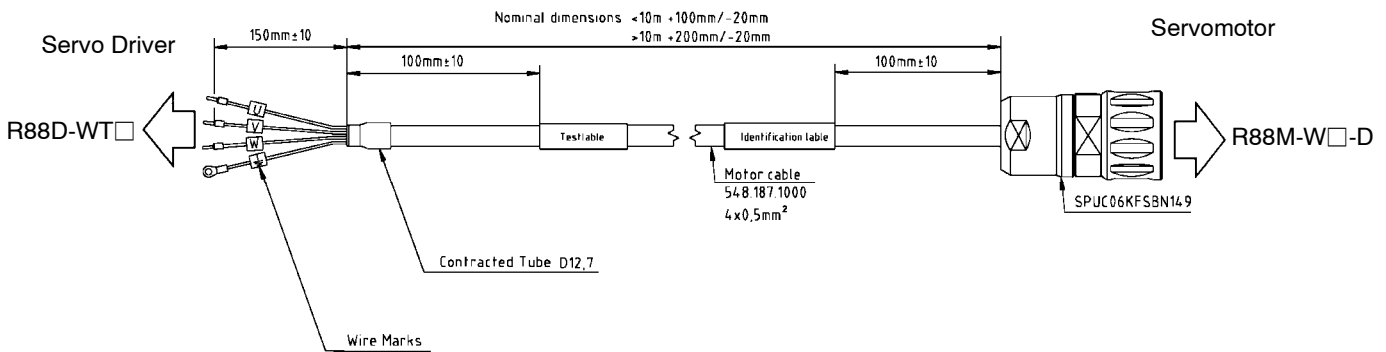 Nominal dimensions <10m +100mm/-20mm
>10m +200mm/-20mm
Servo Driver
150mm±10
Servomotor
100mm±10
100mm±10
R88D-WT□
U
V
W
Testlable
Identification lable
R88M-W□-D
Motor cable
548.187.1000
4x0,5mm²
SPUC06KFSBN149
Contracted Tube D12,7
Wire Marks